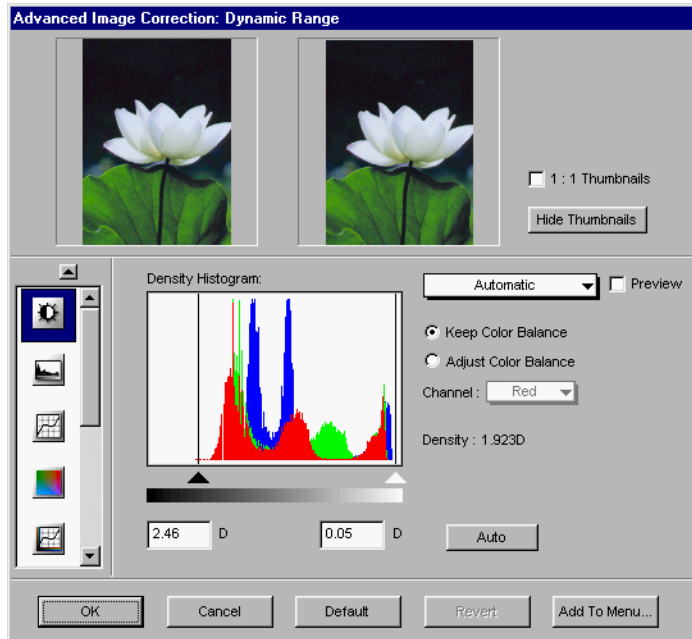 Advanced Image Correction: Dynamic Range
1 : 1 Thumbnails
Hide Thumbnails
Density Histogram:
Automatic
Preview
Keep Color Balance
Adjust Color Balance
Channel : Red
Density : 1.923D
2.46 D 0.05 D Auto
OK Cancel Default Revert Add To Menu...